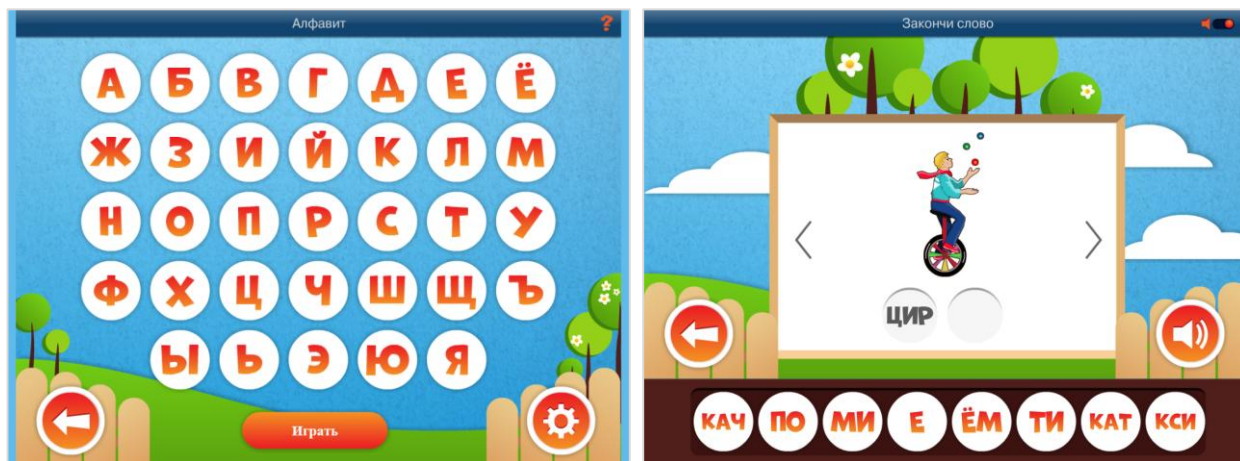 Алфавит
?
А Б В Г Д Е Ё
Ж З И Й К Л М
Н О П Р С Т У
Ф Х Ц Ч Ш Щ Ъ
Ы Ь Э Ю Я
Играть
Закончи слово
ЦИР
КАЧ ПО МИ Е ЁМ ТИ КАТ КСИ